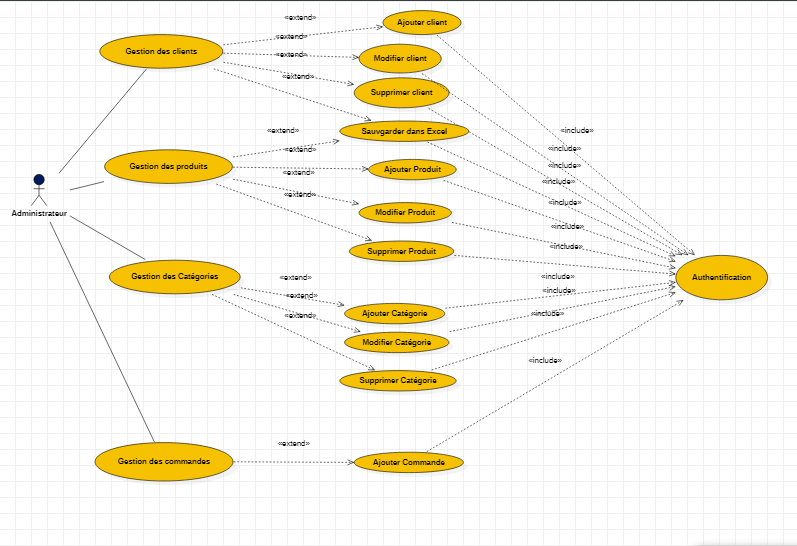 «extend»
Ajouter client
«extend»
Gestion des clients
«extend»
Modifier client
«extend»
Supprimer client
«extend»
Sauvgarder dans Excel
«include»
«extend»
«include»
Gestion des produits
«extend»
Ajouter Produit
«include»
«include»
Administrateur
«extend»
Modifier Produit
«include»
«include»
Supprimer Produit
«include»
Gestion des Catégories
«extend»
«include»
Authentification
«extend»
«include»
«extend»
Ajouter Catégorie
«include»
Modifier Catégorie
«include»
Supprimer Catégorie
«extend»
Gestion des commandes
Ajouter Commande